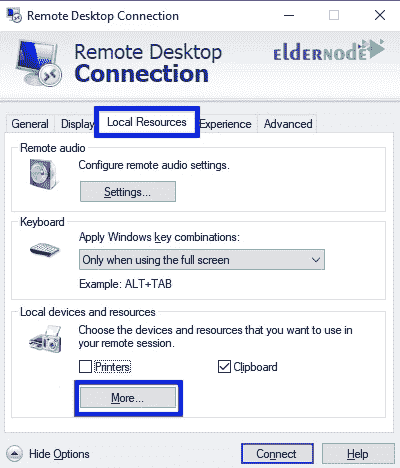 Remote Desktop Connection
Remote Desktop
Connection
eldernode
General Display Local Resources Experience Advanced
Remote audio
Configure remote audio settings.
Settings...
Keyboard
Apply Windows key combinations:
Only when using the full screen
Example: ALT+TAB
Local devices and resources
Choose the devices and resources that you want to use in
your remote session.
Printers Clipboard
More...
Hide Options Connect Help